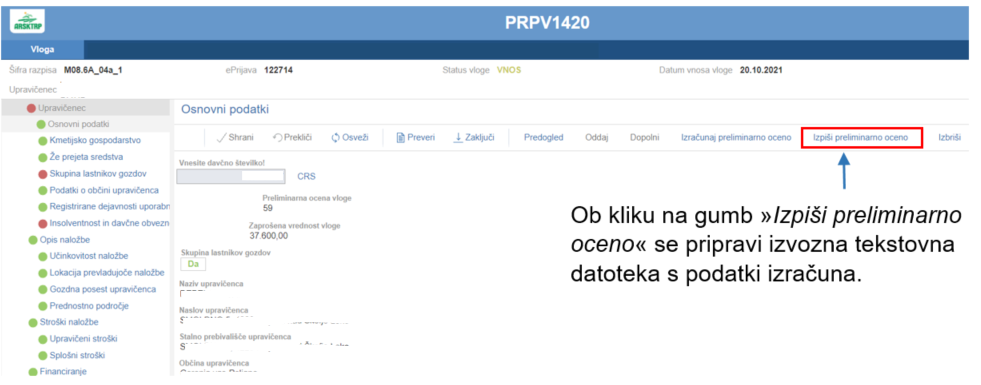 ARSKTRP
PRPV1420
Vloga
Šifra razpisa M08.6A_04a_1 ePrijava 122714 Status vloge VNOS Datum vnosa vloge 20.10.2021
Upravičenec
Upravičenec
Osnovni podatki
Kmetijsko gospodarstvo
Že prejeta sredstva
Skupina lastnikov gozdov
Podatki o občini upravičenca
Registrirane dejavnosti uporabn
Insolventnost in davčne obvezn
Opis naložbe
Učinkovitost naložbe
Lokacija prevladujoče naložbe
Gozdna posest upravičenca
Prednostno področje
Stroški naložbe
Upravičeni stroški
Splošni stroški
Financiranje
Osnovni podatki
Shrani Prekliči Osveži Preveri Zaključi Predogled Oddaj Dopolni Izračunaj preliminarno oceno Izpiši preliminarno oceno Izbriši
Vnesite davčno številko!
CRS
Preliminarna ocena vloge
59
Zaprošena vrednost vloge
37.600,00
Skupina lastnikov gozdov
Da
Naziv upravičenca
Naslov upravičenca
Stalno prebivališče upravičenca
Občina upravičenca
Ob kliku na gumb »Izpiši preliminarno
oceno« se pripravi izvozna tekstovna
datoteka s podatki izračuna.